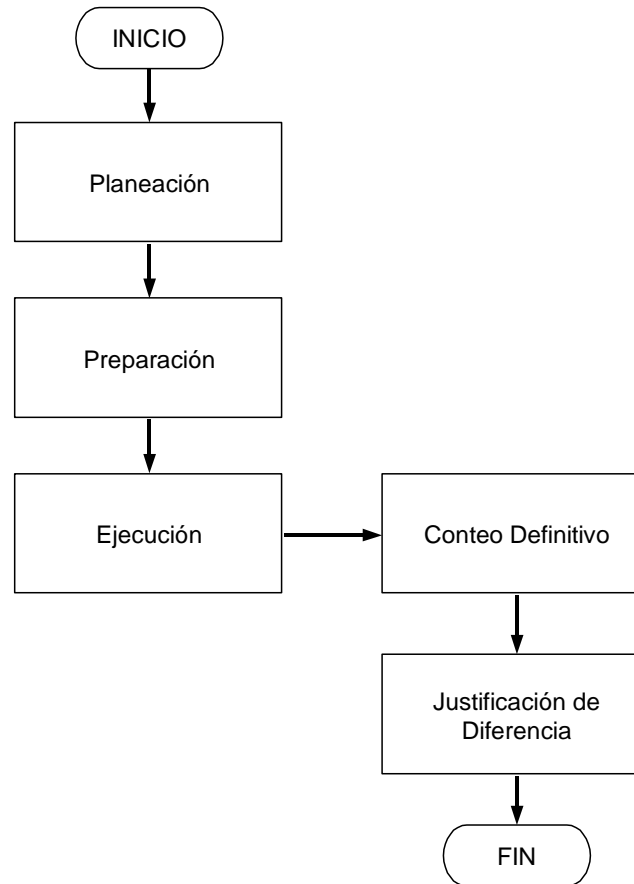 INICIO
Planeación
Preparación
Ejecución
Conteo Definitivo
Justificación de
Diferencia
FIN